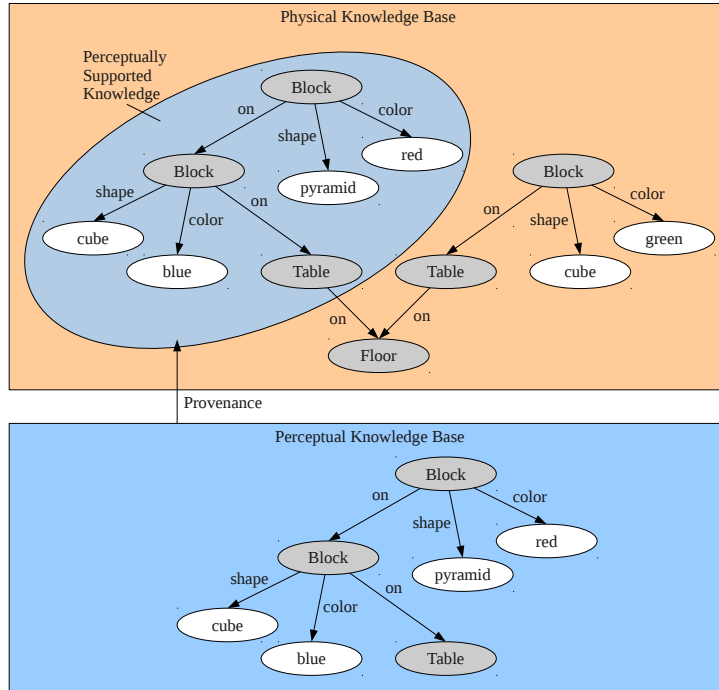 Physical Knowledge Base
Perceptually
Supported
Knowledge
Block
on
shape
color
red
pyramid
Block
shape
color
on
cube
blue
Table
Block
on
shape
color
green
cube
Table
on
on
Floor
Provenance
Perceptual Knowledge Base
Block
on
shape
color
red
pyramid
Block
shape
color
on
cube
blue
Table